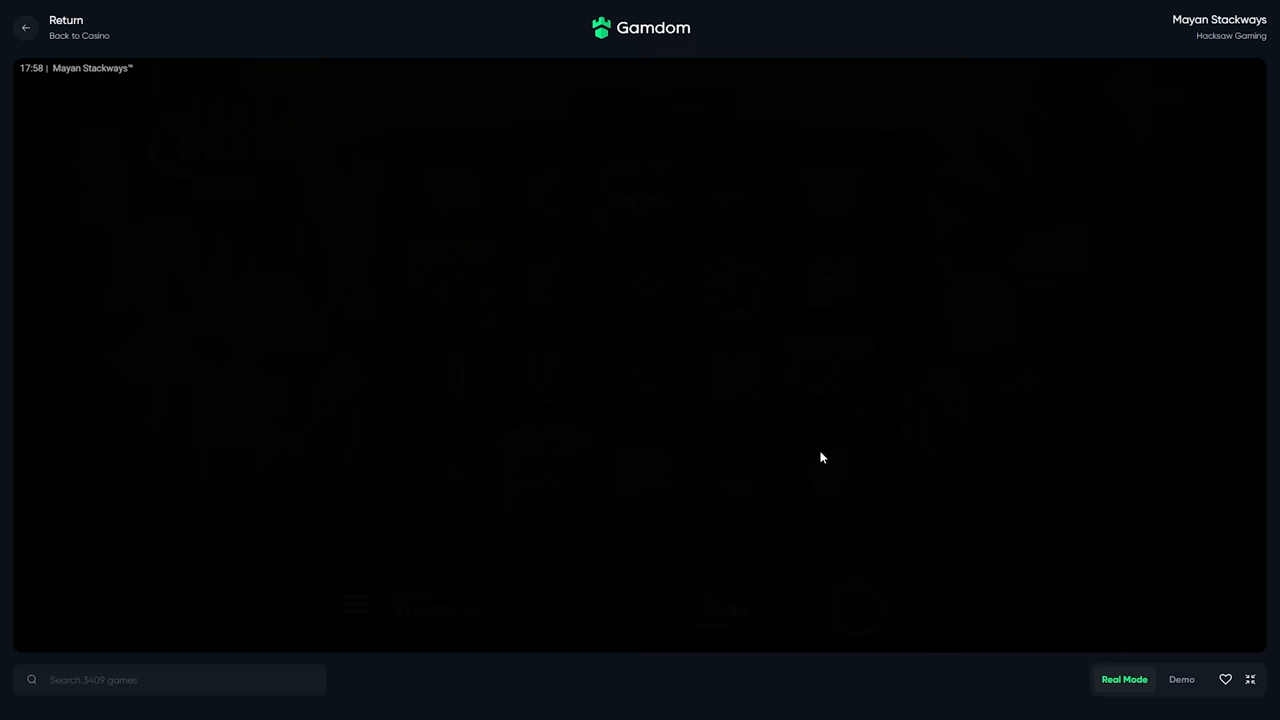 Return
Back to Casino
Gamdom
Mayan Stackways
Hacksaw Gaming
17:58 | Mayan Stackways™
Search 3409 games
Real Mode
Demo